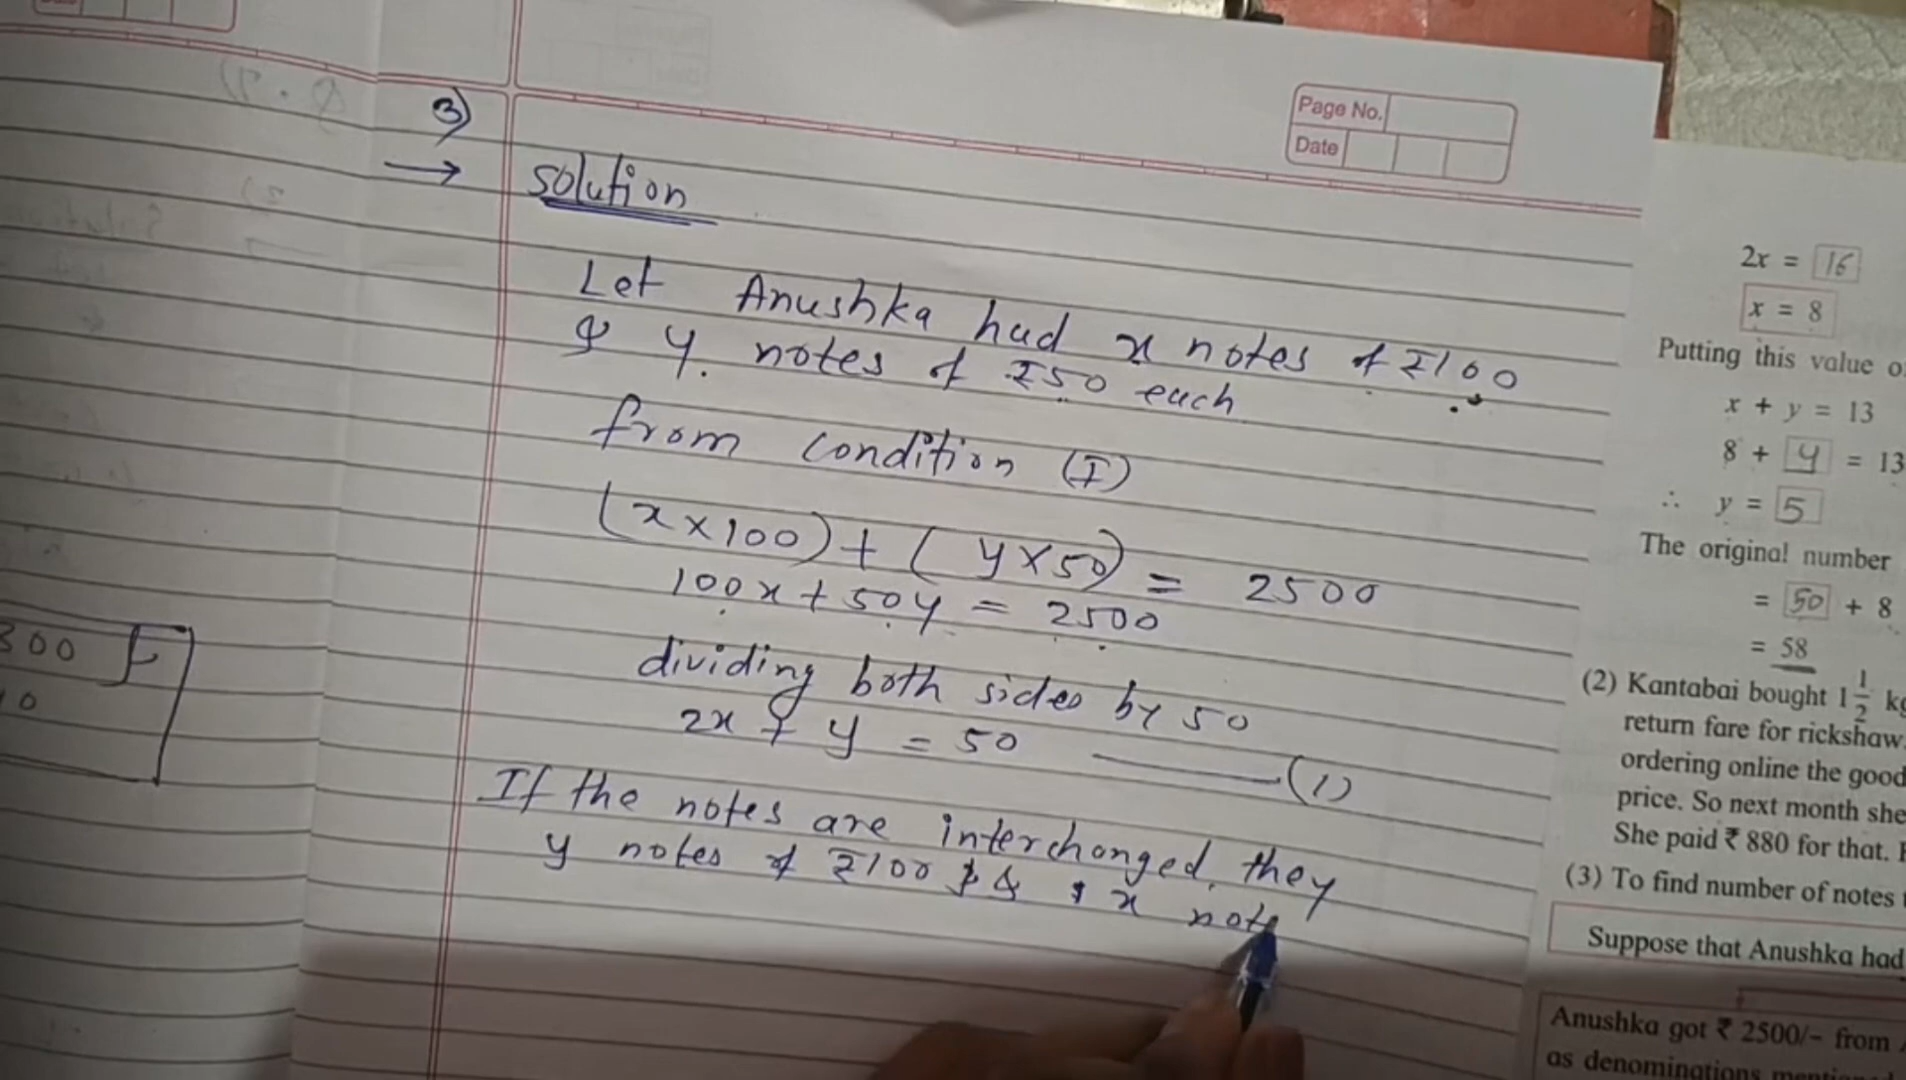 Page No.
Date
3)
→ Solution
Let Anushka had x notes of ₹100
& y notes of ₹50 each
from condition (I)
(x×100) + (y×50) = 2500
100x + 50y = 2500
dividing both sides by 50
2x + y = 50 ——— (1)
If the notes are interchanged, they
y notes of ₹100 & x note
300
10
2x = 16
x = 8
Putting this value o
x + y = 13
8 + y = 13
∴ y = 5
The original number
= 50 + 8
= 58
(2) Kantabai bought 1 1/2 kg
return fare for rickshaw.
ordering online the good
price. So next month she
She paid ₹ 880 for that.
(3) To find number of notes
Suppose that Anushka had
Anushka got ₹ 2500/- from
as denominations